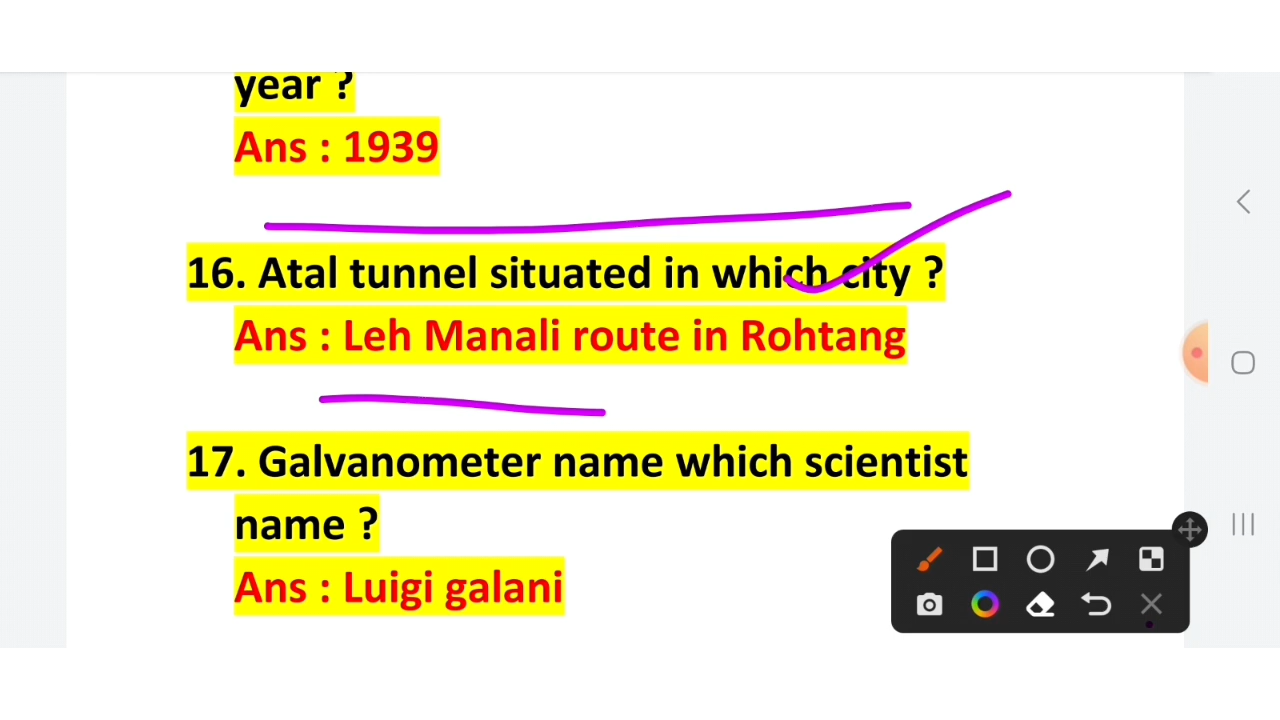 year ?
Ans : 1939
16. Atal tunnel situated in which city ?
Ans : Leh Manali route in Rohtang
17. Galvanometer name which scientist
name ?
Ans : Luigi galani